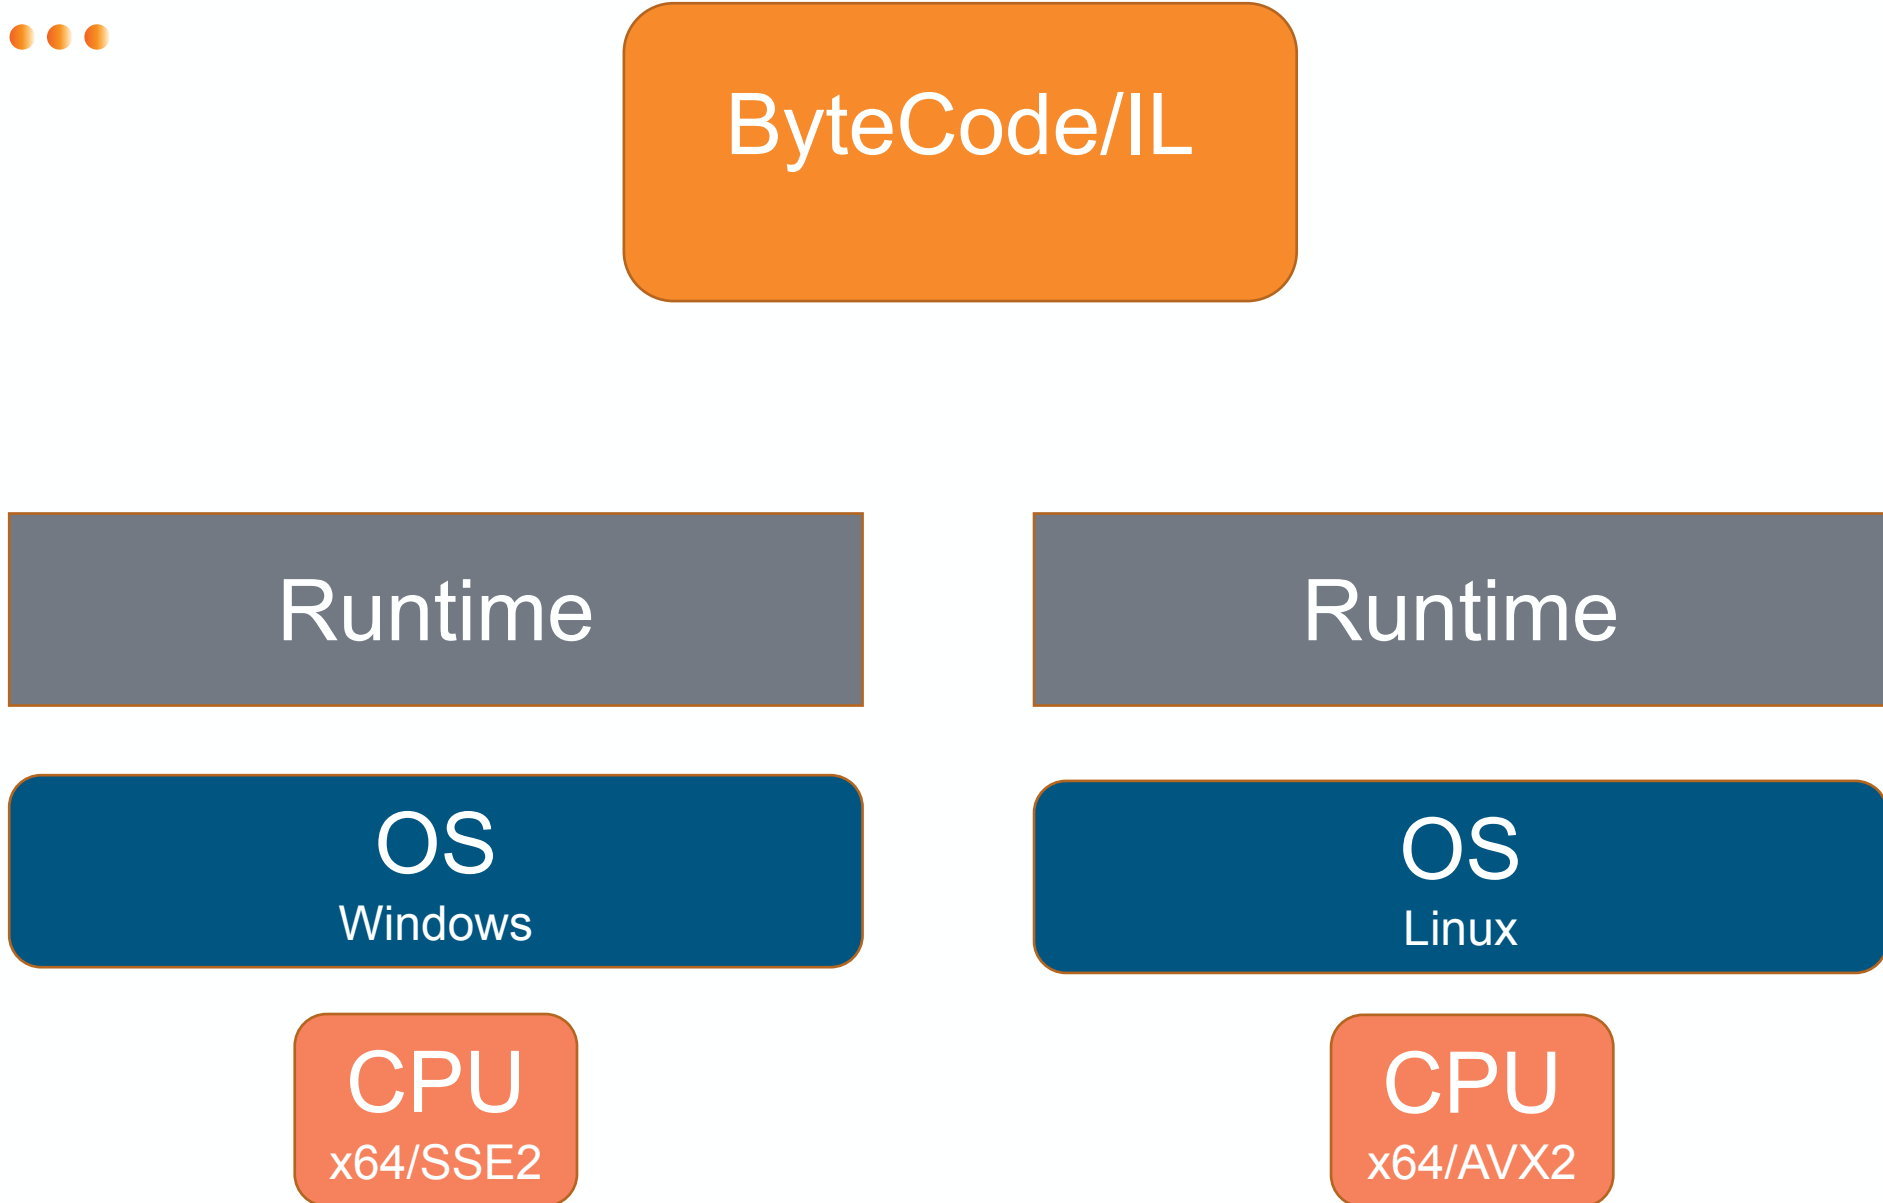 ByteCode/IL
Runtime
Runtime
OS
Windows
OS
Linux
CPU
x64/SSE2
CPU
x64/AVX2